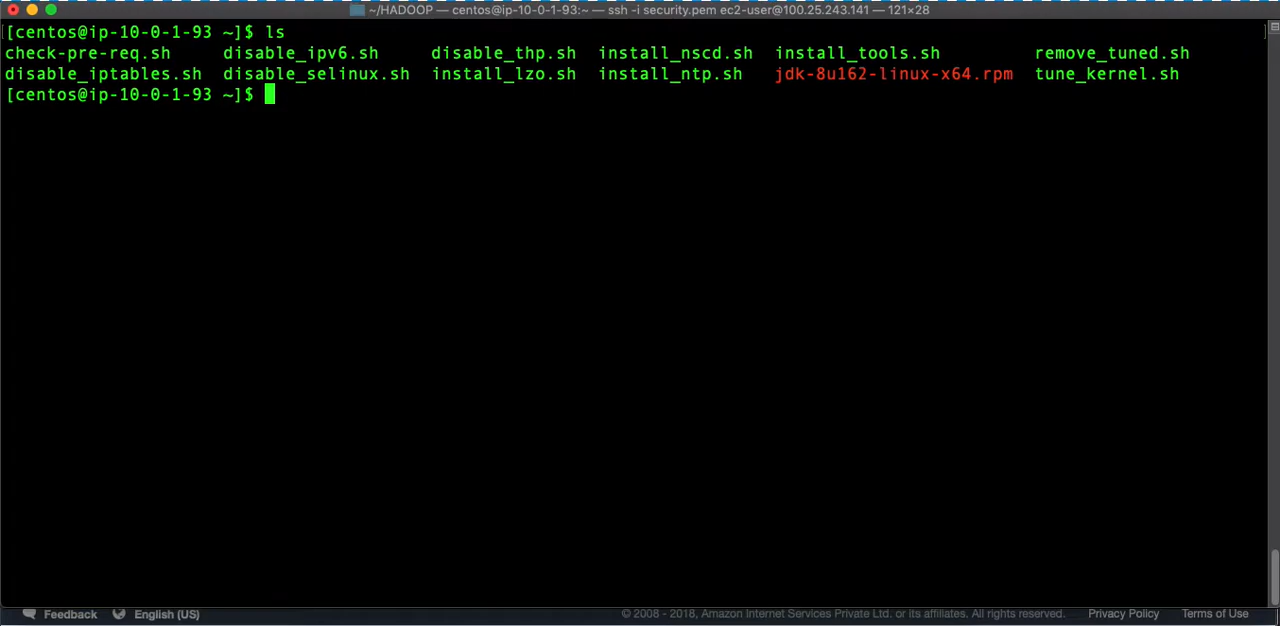 ~/HADOOP — centos@ip-10-0-1-93:~ — ssh -i security.pem ec2-user@100.25.243.141 — 121×28
[centos@ip-10-0-1-93 ~]$ ls
check-pre-req.sh disable_ipv6.sh disable_thp.sh install_nscd.sh install_tools.sh remove_tuned.sh
disable_iptables.sh disable_selinux.sh install_lzo.sh install_ntp.sh jdk-8u162-linux-x64.rpm tune_kernel.sh
[centos@ip-10-0-1-93 ~]$
Feedback English (US) © 2008 - 2018, Amazon Internet Services Private Ltd. or its affiliates. All rights reserved. Privacy Policy Terms of Use